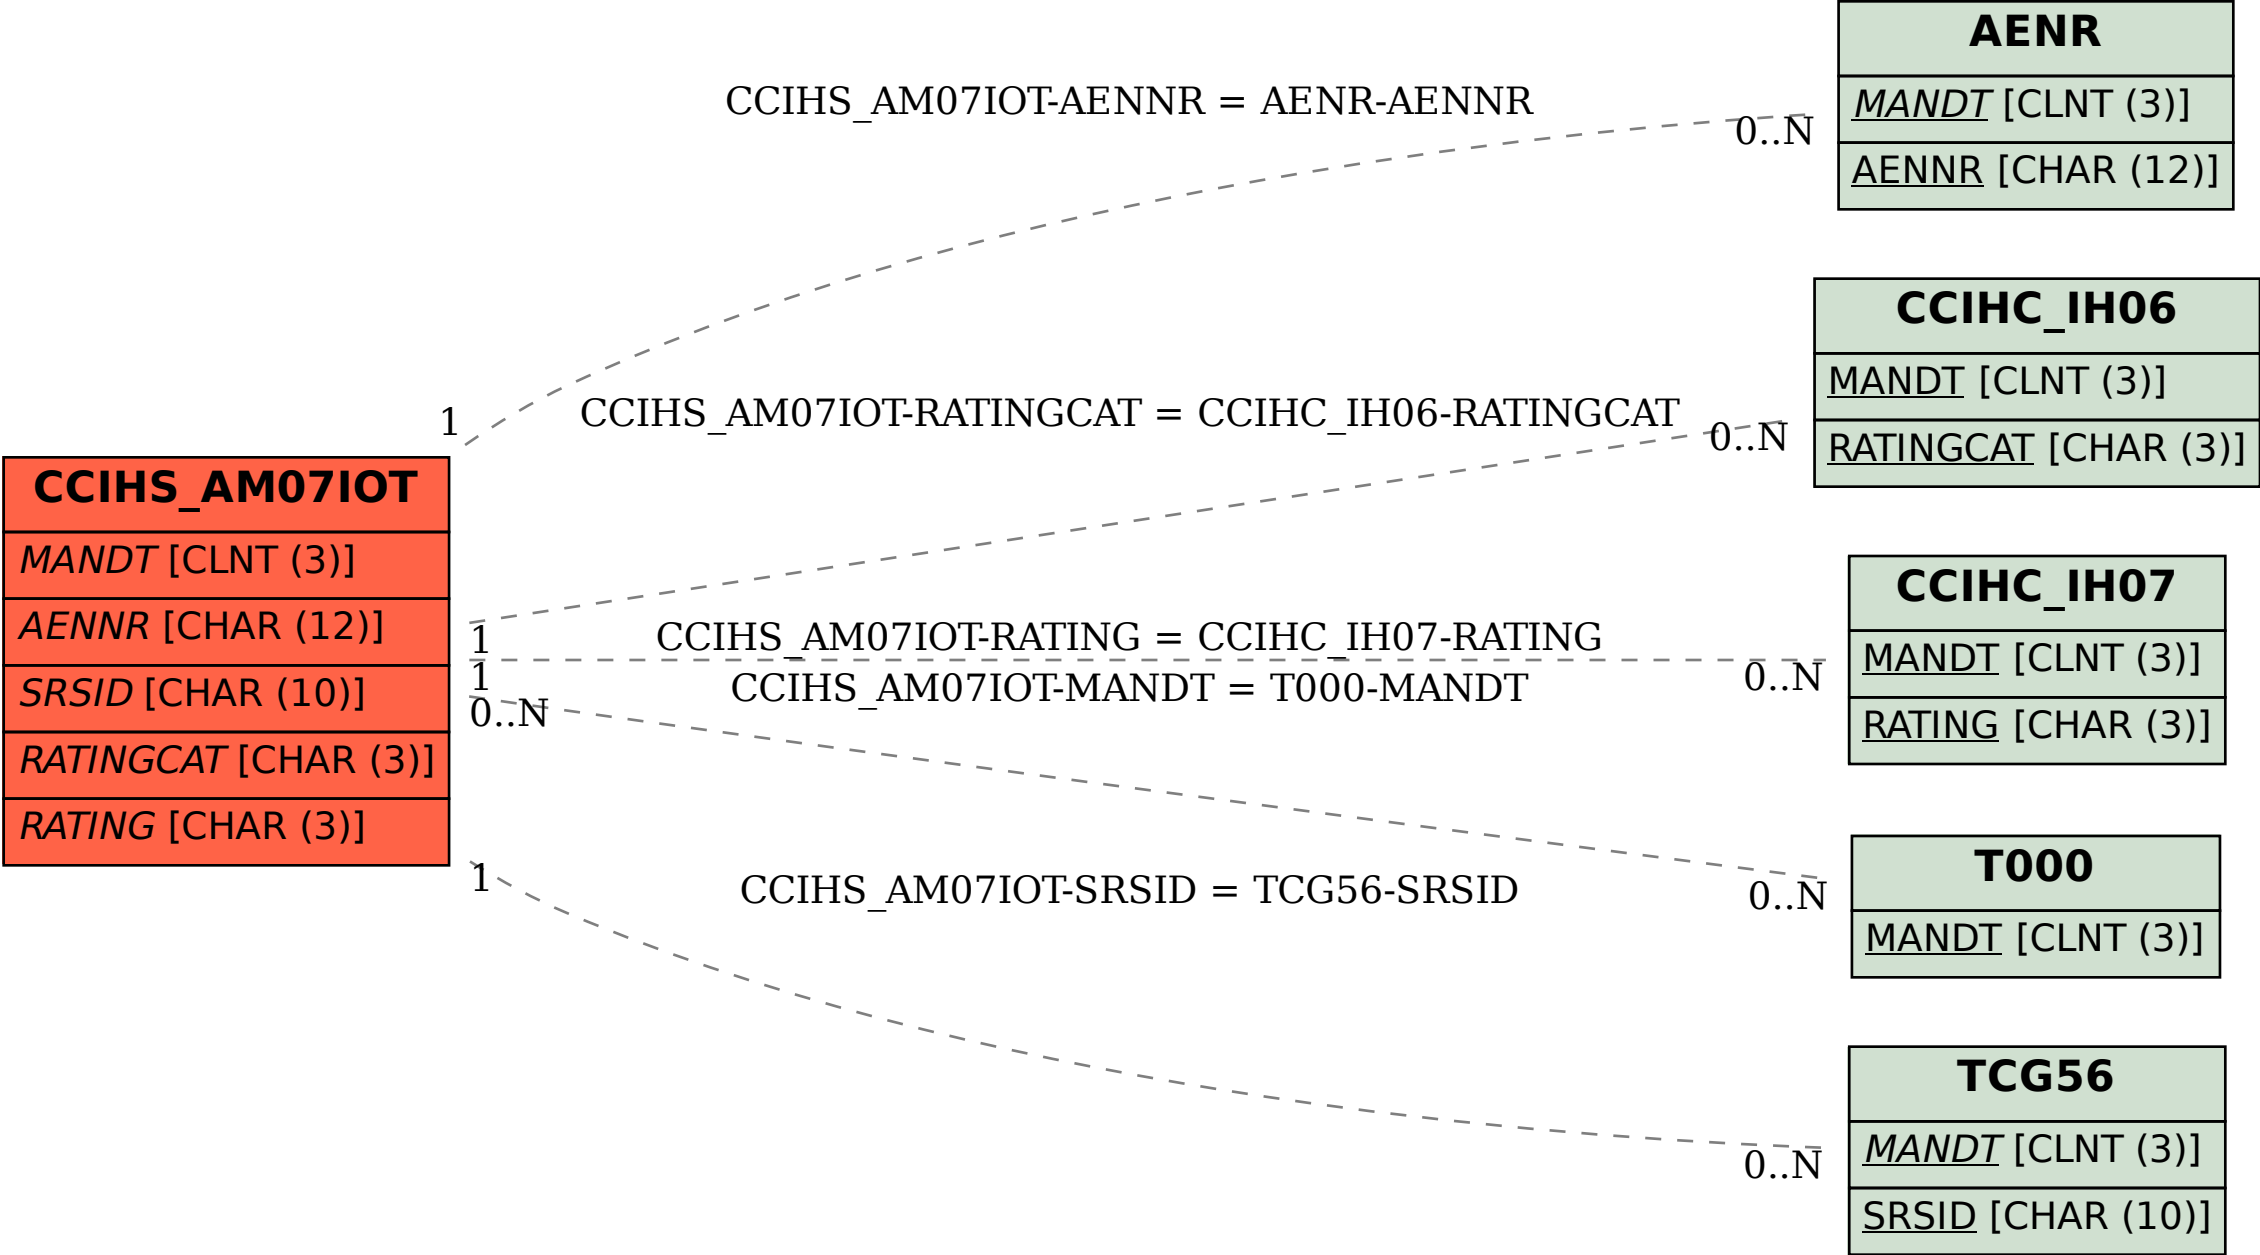 AENR
MANDT [CLNT (3)]
AENNR [CHAR (12)]
CCIHS_AM07IOT-AENNR = AENR-AENNR
0..N
1
CCIHC_IH06
MANDT [CLNT (3)]
RATINGCAT [CHAR (3)]
CCIHS_AM07IOT-RATINGCAT = CCIHC_IH06-RATINGCAT
0..N
1
CCIHS_AM07IOT
MANDT [CLNT (3)]
AENNR [CHAR (12)]
SRSID [CHAR (10)]
RATINGCAT [CHAR (3)]
RATING [CHAR (3)]
CCIHC_IH07
MANDT [CLNT (3)]
RATING [CHAR (3)]
CCIHS_AM07IOT-RATING = CCIHC_IH07-RATING
1
0..N
CCIHS_AM07IOT-MANDT = T000-MANDT
0..N
0..N
T000
MANDT [CLNT (3)]
CCIHS_AM07IOT-SRSID = TCG56-SRSID
1
0..N
TCG56
MANDT [CLNT (3)]
SRSID [CHAR (10)]